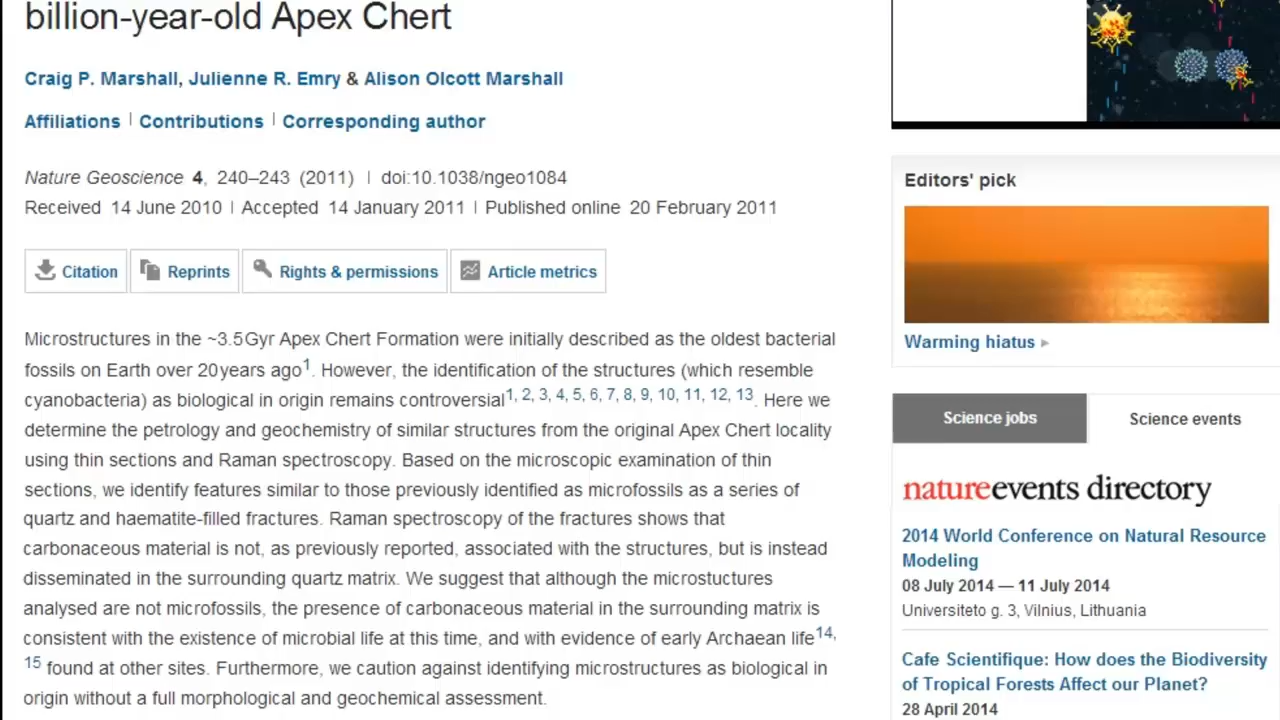 billion-year-old Apex Chert
Craig P. Marshall, Julienne R. Emry & Alison Olcott Marshall
Affiliations | Contributions | Corresponding author
Nature Geoscience 4, 240–243 (2011) | doi:10.1038/ngeo1084
Received 14 June 2010 | Accepted 14 January 2011 | Published online 20 February 2011
Citation
Reprints
Rights & permissions
Article metrics
Microstructures in the ~3.5Gyr Apex Chert Formation were initially described as the oldest bacterial
fossils on Earth over 20years ago1. However, the identification of the structures (which resemble
cyanobacteria) as biological in origin remains controversial1, 2, 3, 4, 5, 6, 7, 8, 9, 10, 11, 12, 13. Here we
determine the petrology and geochemistry of similar structures from the original Apex Chert locality
using thin sections and Raman spectroscopy. Based on the microscopic examination of thin
sections, we identify features similar to those previously identified as microfossils as a series of
quartz and haematite-filled fractures. Raman spectroscopy of the fractures shows that
carbonaceous material is not, as previously reported, associated with the structures, but is instead
disseminated in the surrounding quartz matrix. We suggest that although the microstuctures
analysed are not microfossils, the presence of carbonaceous material in the surrounding matrix is
consistent with the existence of microbial life at this time, and with evidence of early Archaean life14,
15 found at other sites. Furthermore, we caution against identifying microstructures as biological in
origin without a full morphological and geochemical assessment.
Editors' pick
Warming hiatus
Science jobs
Science events
natureevents directory
2014 World Conference on Natural Resource
Modeling
08 July 2014 — 11 July 2014
Universiteto g. 3, Vilnius, Lithuania
Cafe Scientifique: How does the Biodiversity
of Tropical Forests Affect our Planet?
28 April 2014